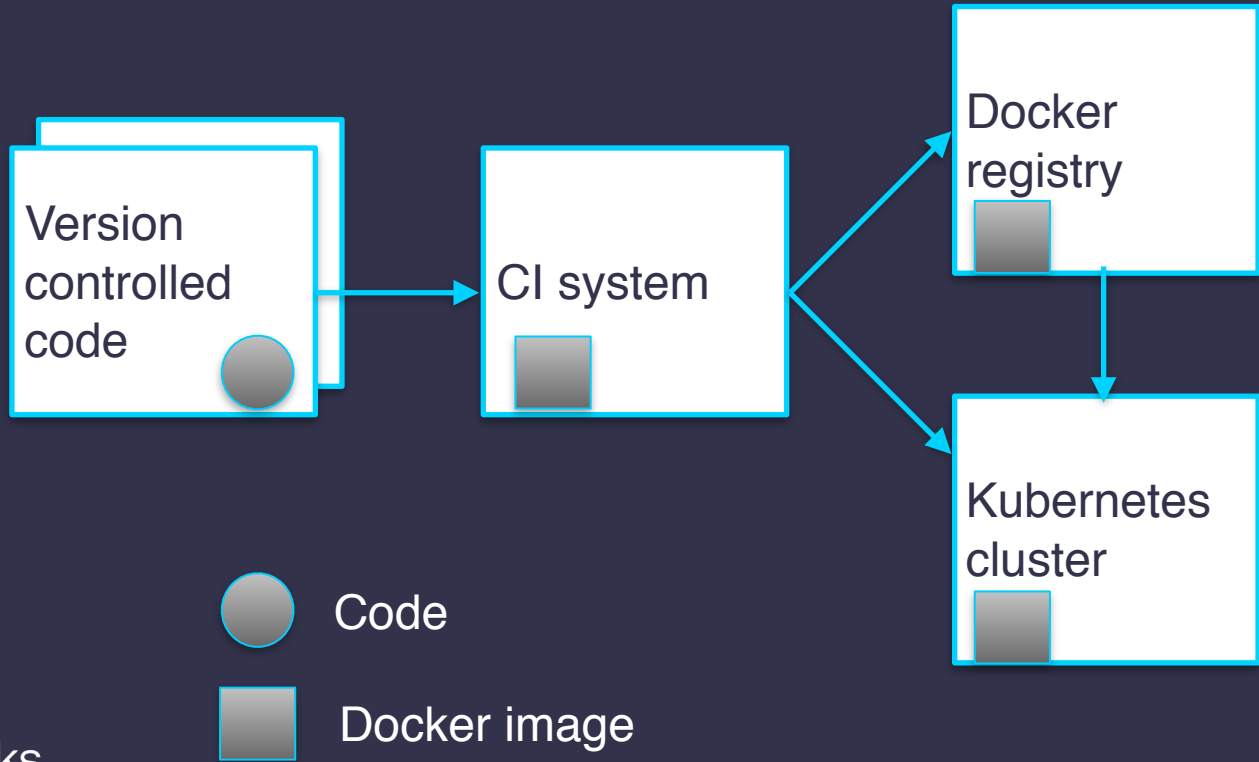 Docker
registry
Version
controlled
code
CI system
Kubernetes
cluster
Code
Docker image